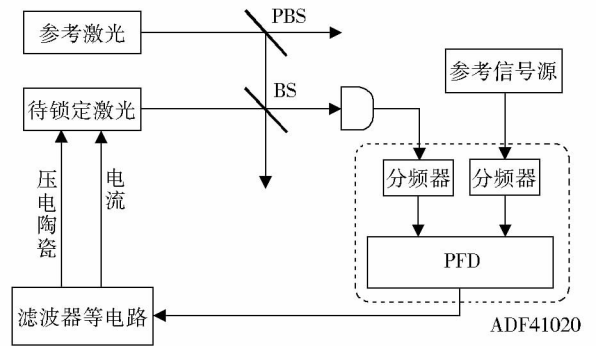 参考激光
PBS
参考信号源
待锁定激光
BS
压电陶瓷
电流
分频器
分频器
PFD
滤波器等电路
ADF41020